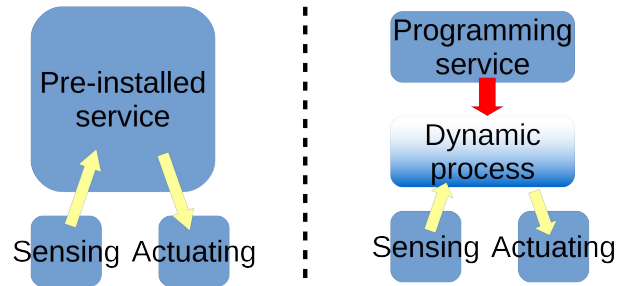 Pre-installed
service
Sensing
Actuating
Programming
service
Dynamic
process
Sensing
Actuating